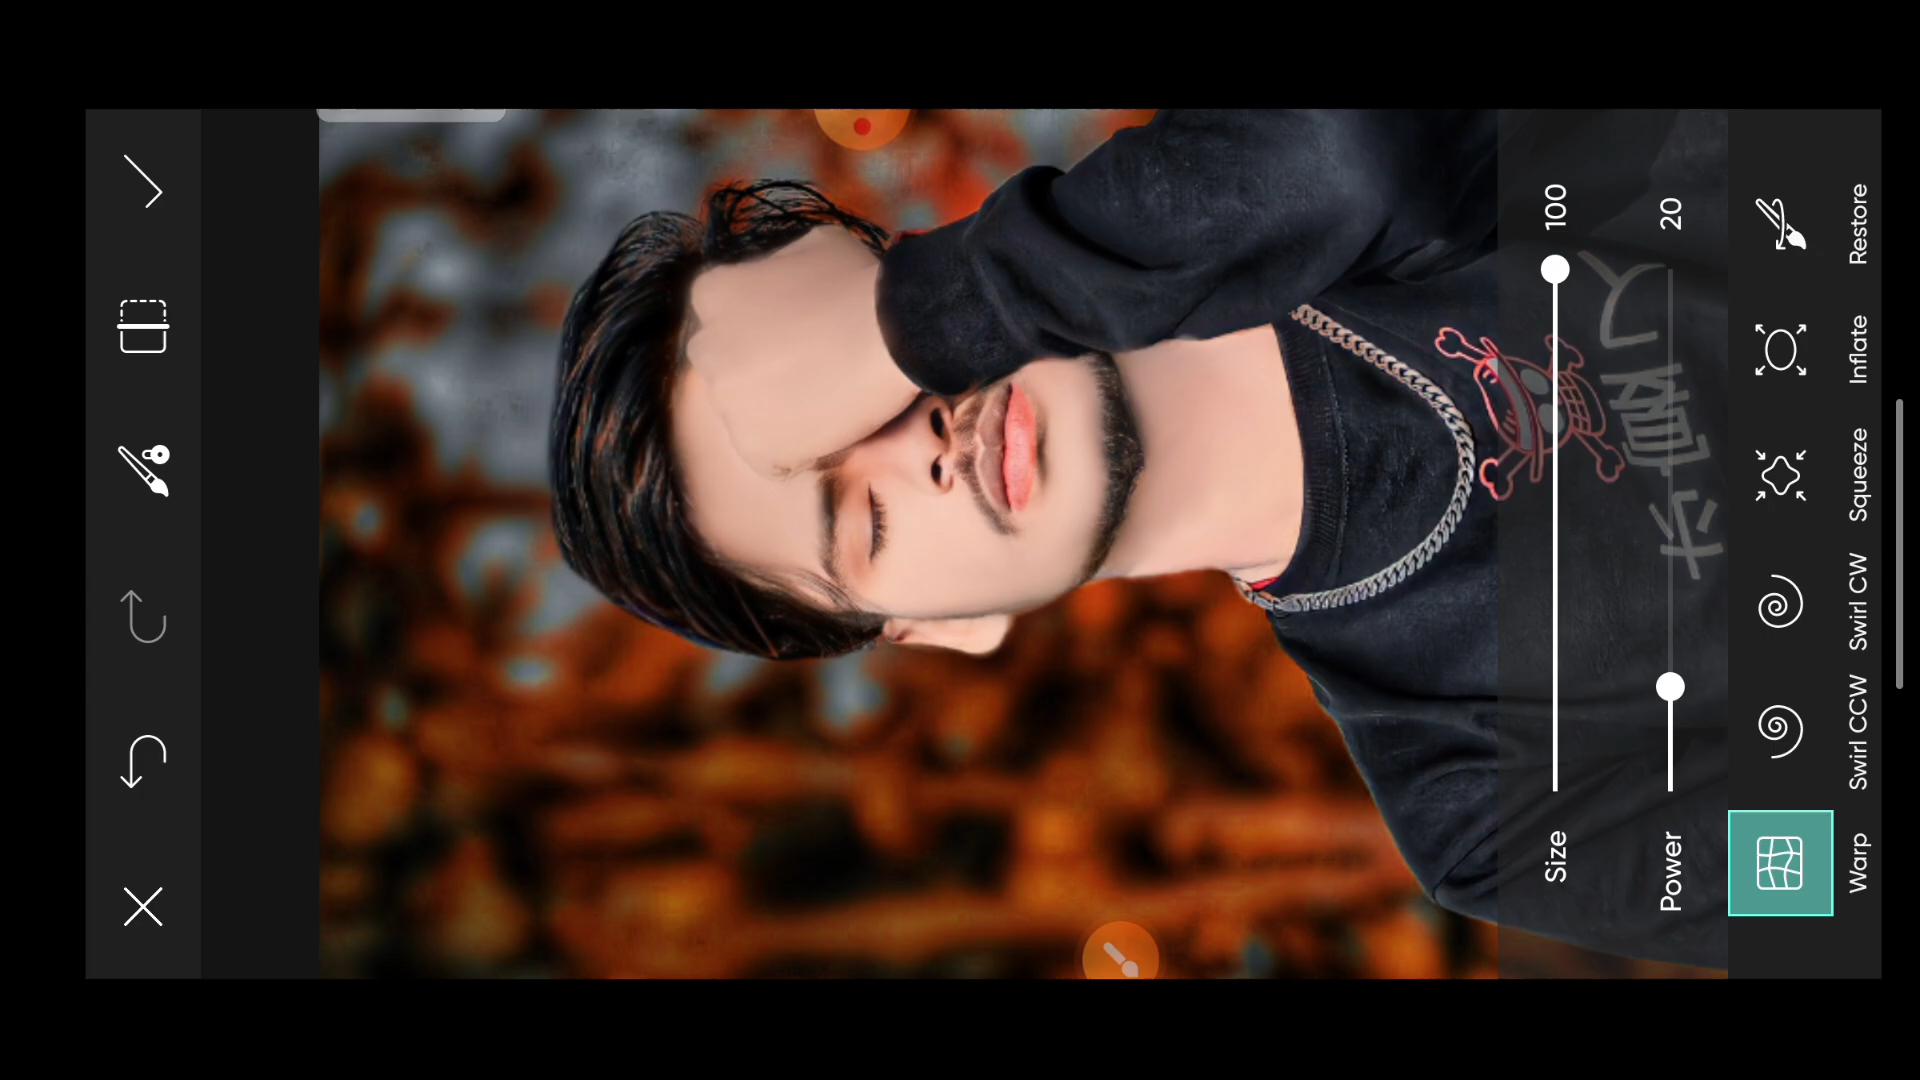 100
20
Size
Power
Restore
Inflate
Squeeze
Swirl CW
Swirl CCW
Warp